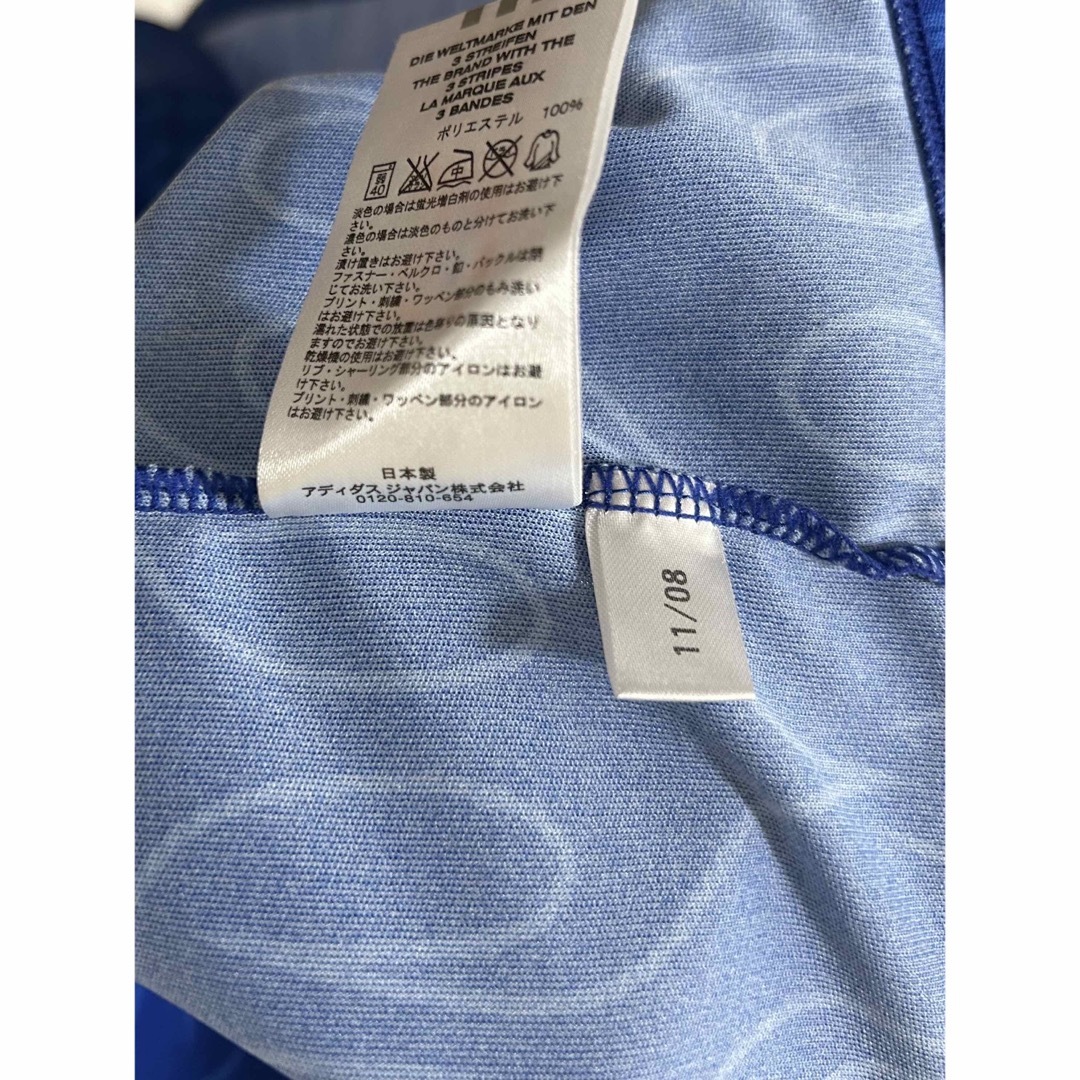 DIE WELTMARKE MIT DEN
3 STREIFEN
THE BRAND WITH THE
3 STRIPES
LA MARQUE AUX
3 BANDES
ポリエステル 100%
40
中
淡色の場合は蛍光増白剤の使用はお避け下
さい。
濃色の場合は淡色のものと分けてお洗い下
さい。
漬け置きはお避け下さい。
ファスナー・ベルクロ・釦・バックルは閉
じてお洗い下さい。
プリント・刺繍・ワッペン部分のもみ洗い
はお避け下さい。
濡れた状態での放置は色移りの原因となり
ますのでお避け下さい。
乾燥機の使用はお避け下さい。
リブ・シャーリング部分のアイロンはお避
け下さい。
プリント・刺繍・ワッペン部分のアイロン
はお避け下さい。
日本製
アディダス ジャパン株式会社
0120-810-654
11/08